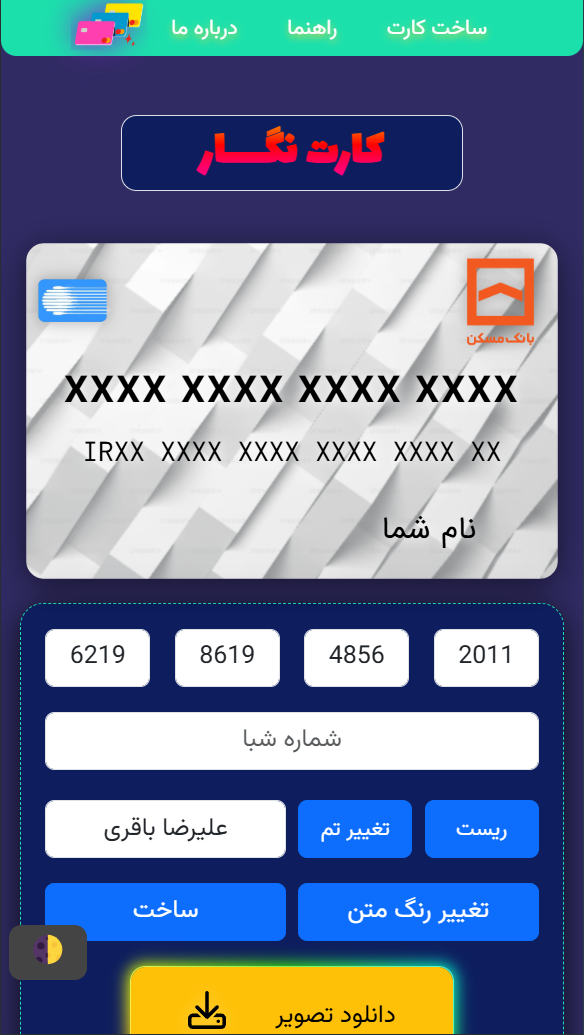 ساخت کارت راهنما درباره ما
کارت نگار
بانک مسکن
XXXX XXXX XXXX XXXX
IRXX XXXX XXXX XXXX XXXX XX
نام شما
6219 8619 4856 2011
شماره شبا
علیرضا باقری تغییر تم ریست
ساخت تغییر رنگ متن
دانلود تصویر